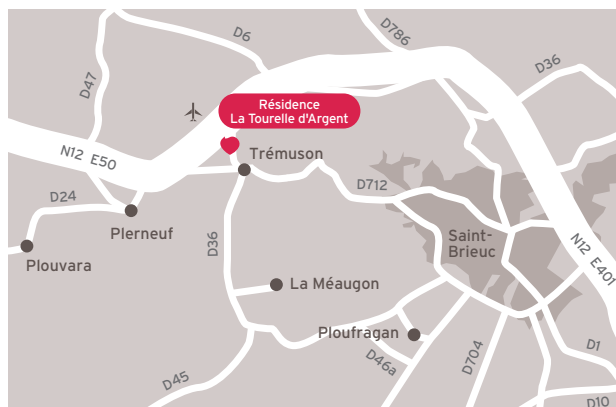 D786
D6
D36
D47
Résidence
La Tourelle d'Argent
N12 E50
Trémuson
D712
D24
Plerneuf
D36
Saint-
Brieuc
N12 E401
Plouvara
La Méaugon
Ploufragan
D46a
D704
D1
D45
D10